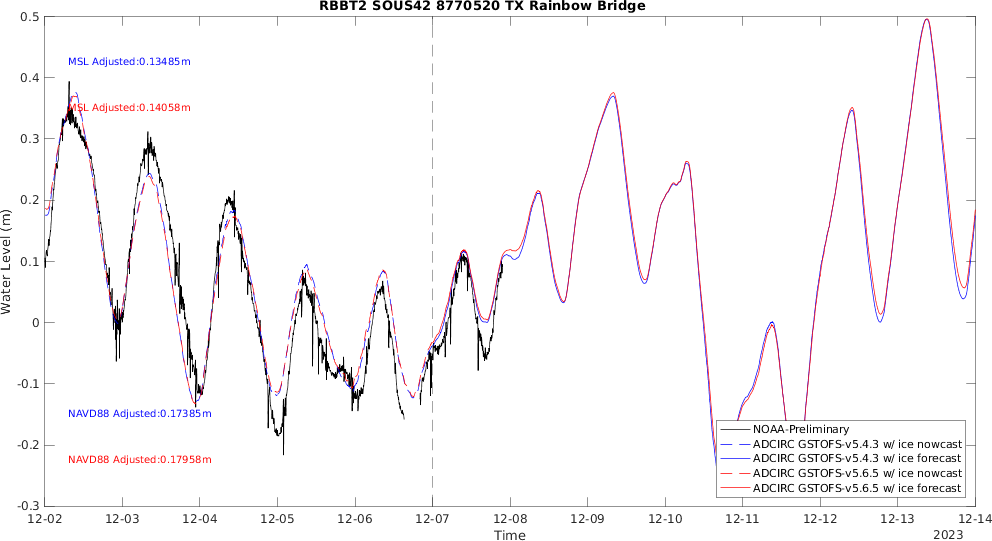 RBBT2 SOUS42 8770520 TX Rainbow Bridge
0.5
0.4
0.3
0.2
0.1
0
-0.1
-0.2
-0.3
Water Level (m)
MSL Adjusted:0.13485m
MSL Adjusted:0.14058m
NAVD88 Adjusted:0.17385m
NAVD88 Adjusted:0.17958m
NOAA-Preliminary
ADCIRC GSTOFS-v5.4.3 w/ ice nowcast
ADCIRC GSTOFS-v5.4.3 w/ ice forecast
ADCIRC GSTOFS-v5.6.5 w/ ice nowcast
ADCIRC GSTOFS-v5.6.5 w/ ice forecast
12-02 12-03 12-04 12-05 12-06 12-07 12-08 12-09 12-10 12-11 12-12 12-13 12-14
Time
2023